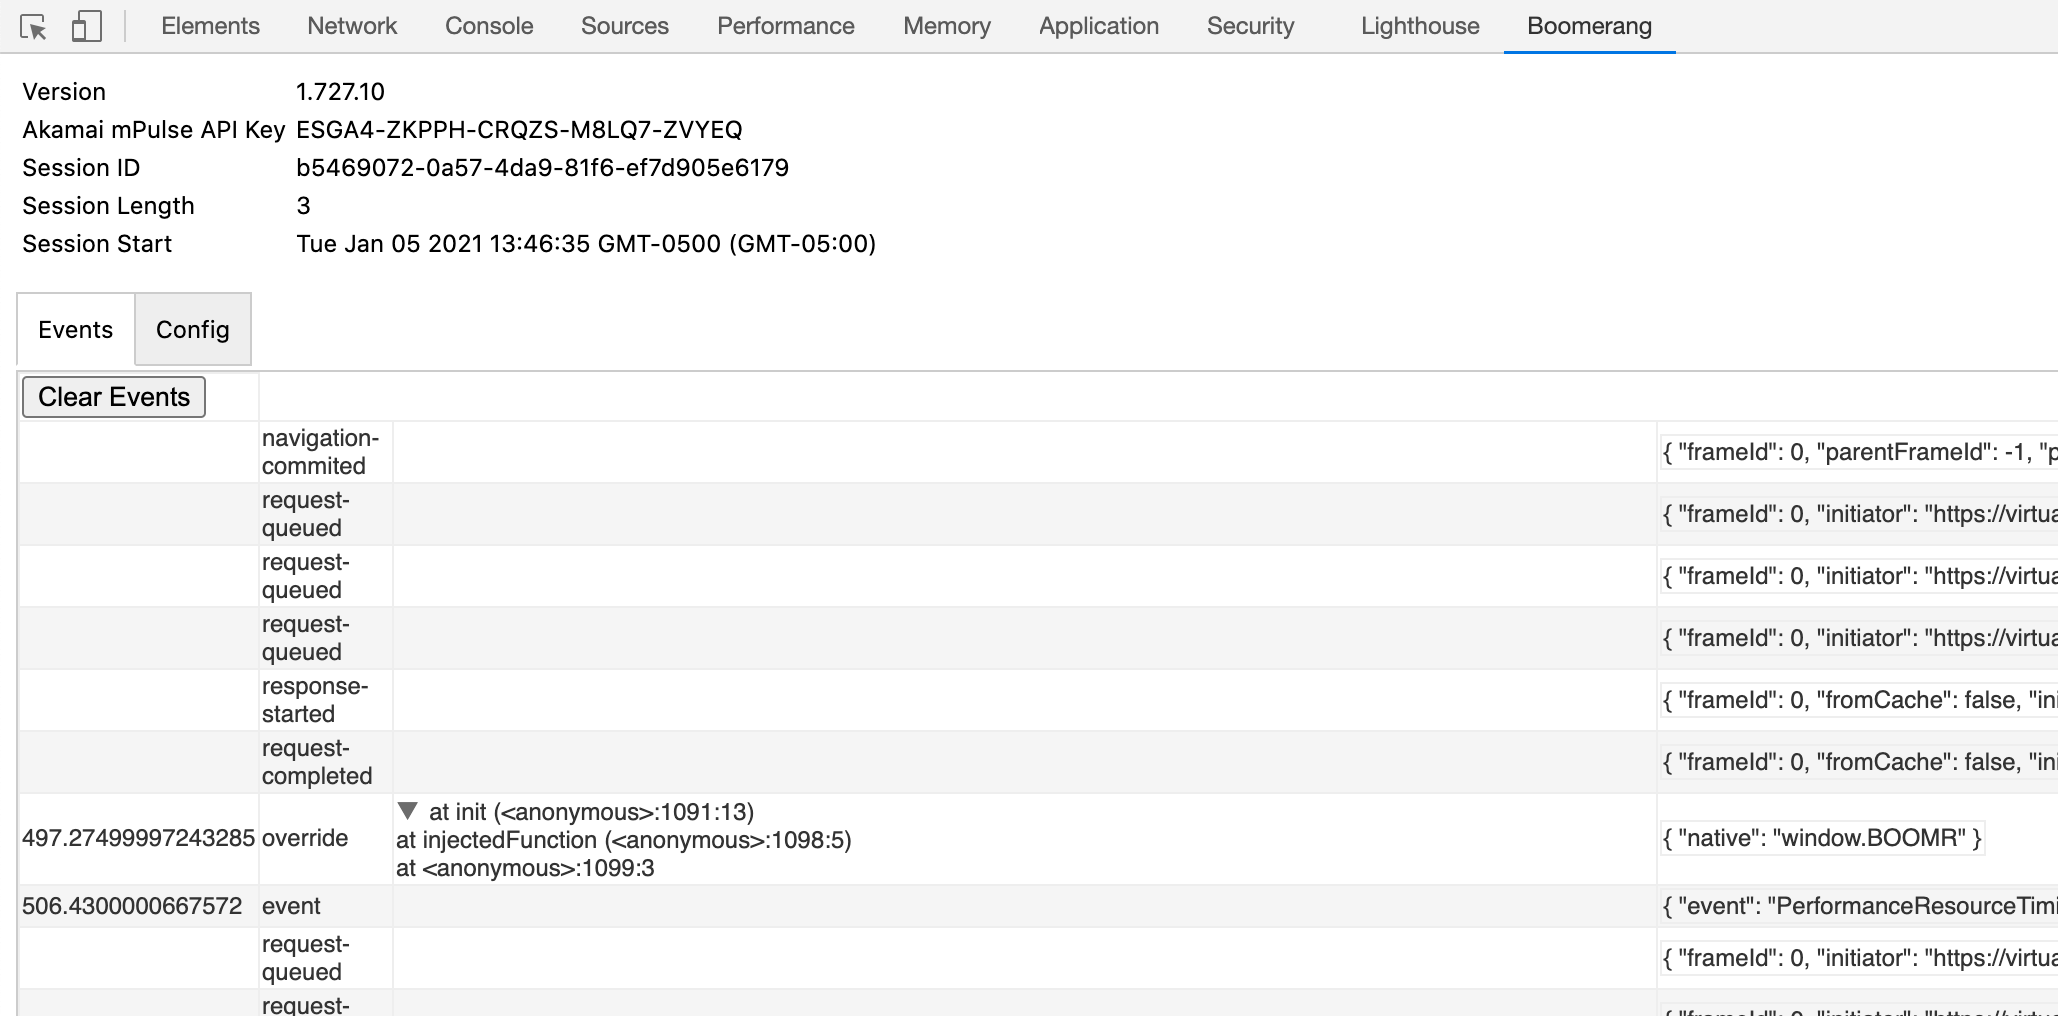 Elements Network Console Sources Performance Memory Application Security Lighthouse Boomerang
Version 1.727.10
Akamai mPulse API Key ESGA4-ZKPPH-CRQZS-M8LQ7-ZVYEQ
Session ID b5469072-0a57-4da9-81f6-ef7d905e6179
Session Length 3
Session Start Tue Jan 05 2021 13:46:35 GMT-0500 (GMT-05:00)
Events Config
Clear Events
navigation-
commited
{ "frameId": 0, "parentFrameId": -1, "p
request-
queued
{ "frameId": 0, "initiator": "https://virtua
request-
queued
{ "frameId": 0, "initiator": "https://virtua
request-
queued
{ "frameId": 0, "initiator": "https://virtua
response-
started
{ "frameId": 0, "fromCache": false, "ini
request-
completed
{ "frameId": 0, "fromCache": false, "ini
497.27499997243285 override
▼ at init (<anonymous>:1091:13)
at injectedFunction (<anonymous>:1098:5)
at <anonymous>:1099:3
{ "native": "window.BOOMR" }
506.4300000667572 event { "event": "PerformanceResourceTimi
request-
queued
{ "frameId": 0, "initiator": "https://virtua
request-